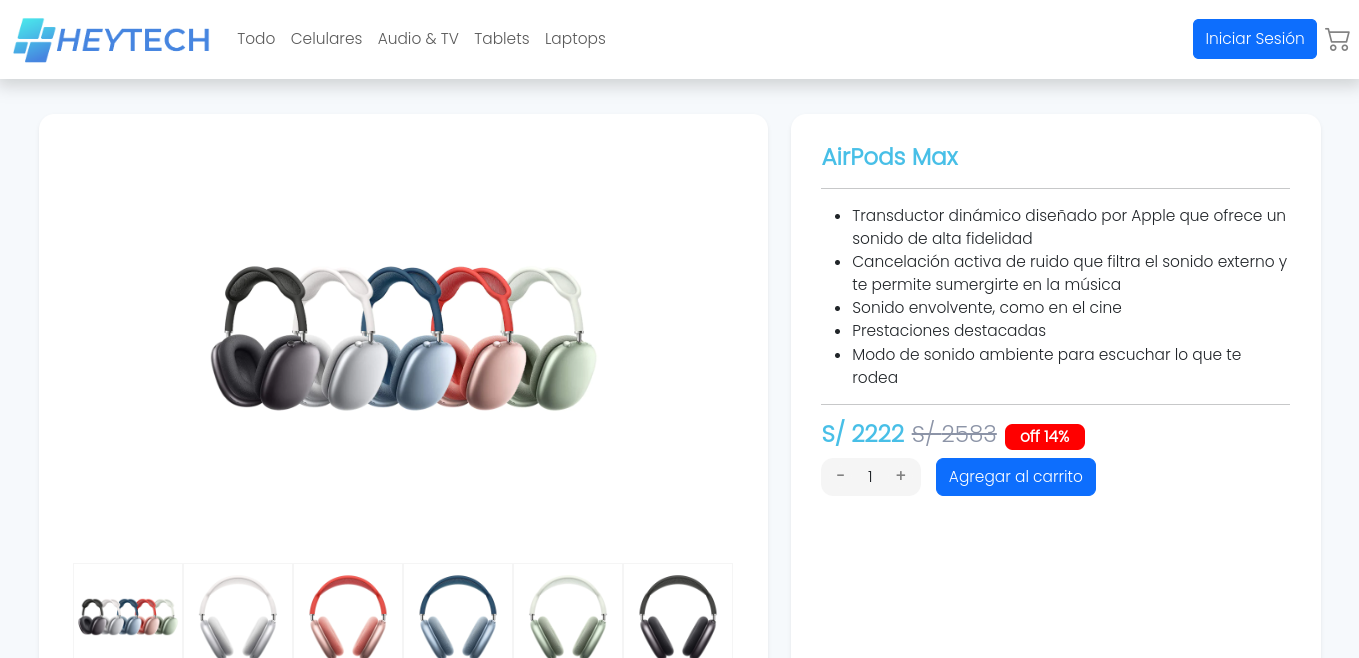 HEYTECH
Todo Celulares Audio & TV Tablets Laptops
Iniciar Sesión
AirPods Max
Transductor dinámico diseñado por Apple que ofrece un
sonido de alta fidelidad
Cancelación activa de ruido que filtra el sonido externo y
te permite sumergirte en la música
Sonido envolvente, como en el cine
Prestaciones destacadas
Modo de sonido ambiente para escuchar lo que te
rodea
S/ 2222 S/ 2583 off 14%
- 1 + Agregar al carrito